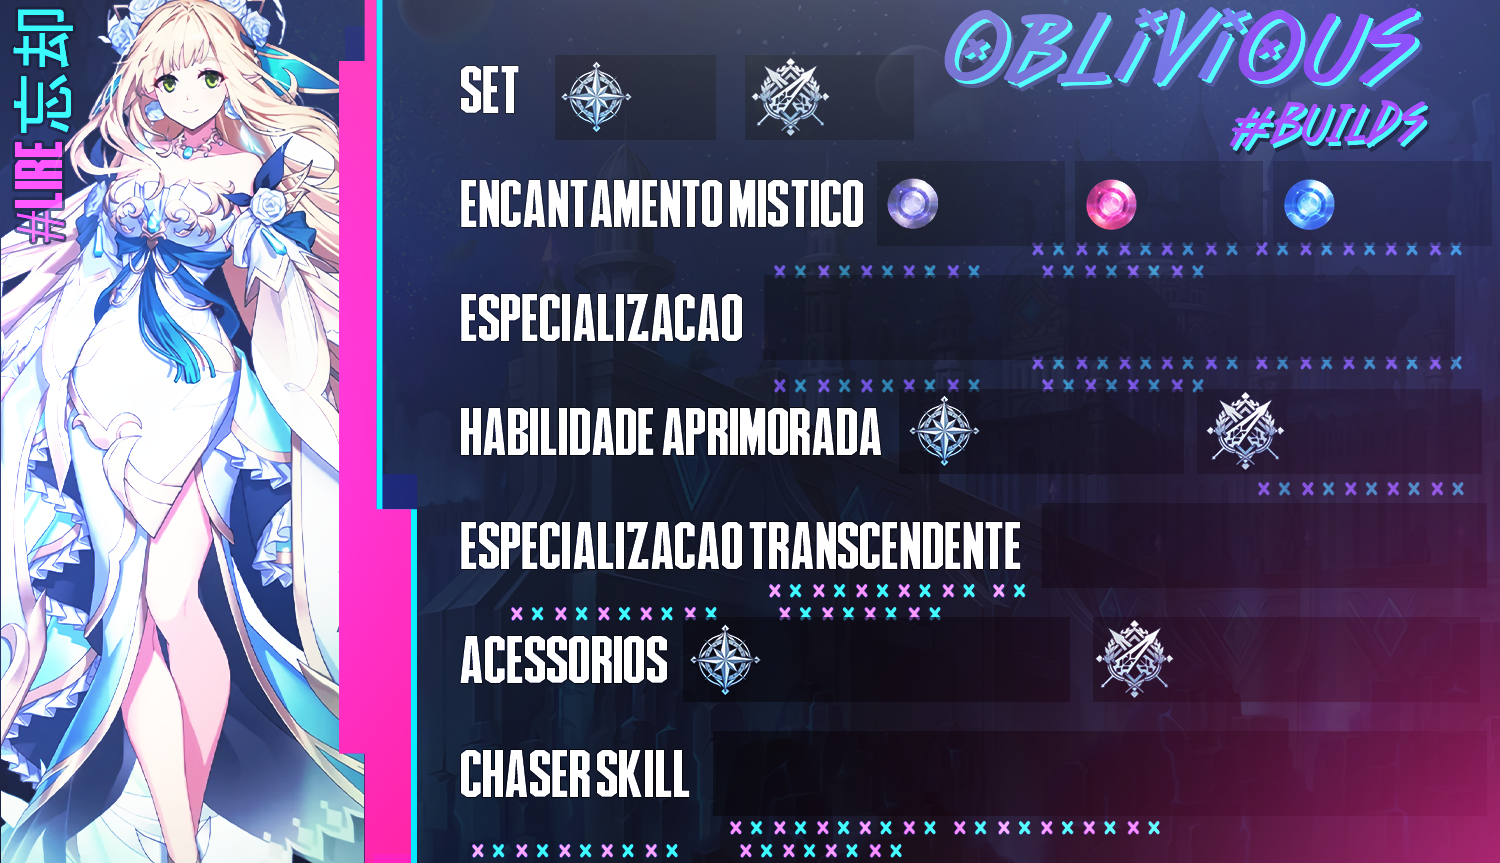 #LIRE 忘却
OBLIVIOUS
#BUILDS
SET
ENCANTAMENTO MISTICO
ESPECIALIZACAO
HABILIDADE APRIMORADA
ESPECIALIZACAO TRANSCENDENTE
ACESSORIOS
CHASER SKILL